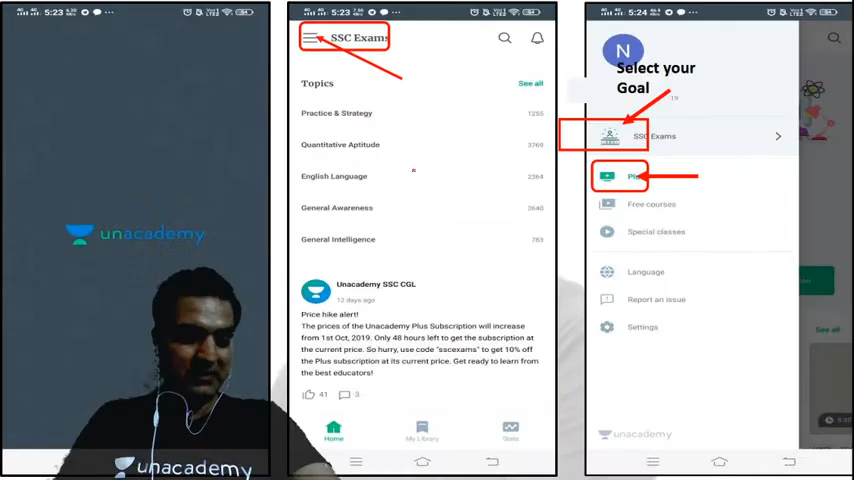 5:23
unacademy
unacademy
5:23
SSC Exams
Topics
See all
Practice & Strategy
1255
Quantitative Aptitude
3769
English Language
2264
General Awareness
2640
General Intelligence
783
Unacademy SSC CGL
12 days ago
Price hike alert!
The prices of the Unacademy Plus Subscription will increase
from 1st Oct, 2019. Only 48 hours left to get the subscription at
the current price. So hurry, use code "sscexams" to get 10% off
the Plus subscription at its current price. Get ready to learn from
the best educators!
41
3
Home
My Library
Stats
5:24
N
Select your
Goal
19
SSC Exams
Free courses
Special classes
Language
Report an issue
Settings
See all
unacademy